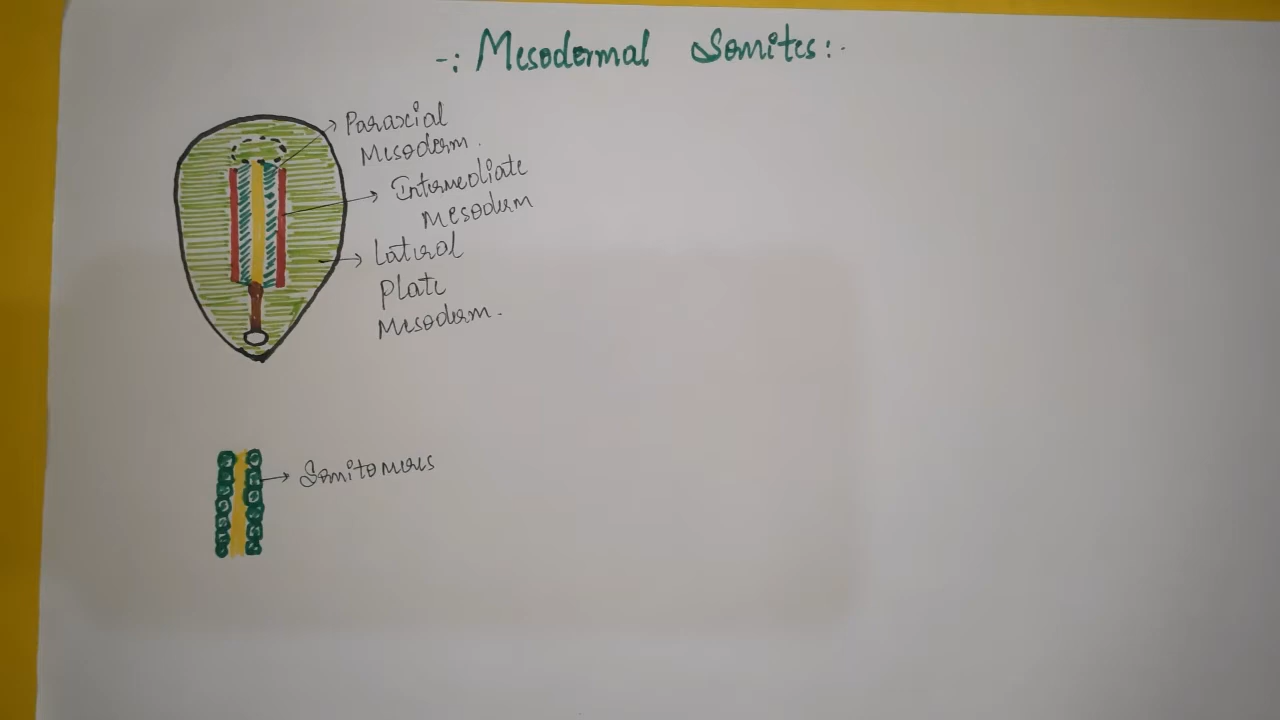 -: Mesodermal Somites:-
Paraxial
Mesoderm.
Intermediate
Mesoderm
Lateral
Plate
Mesoderm.
Somitomeres